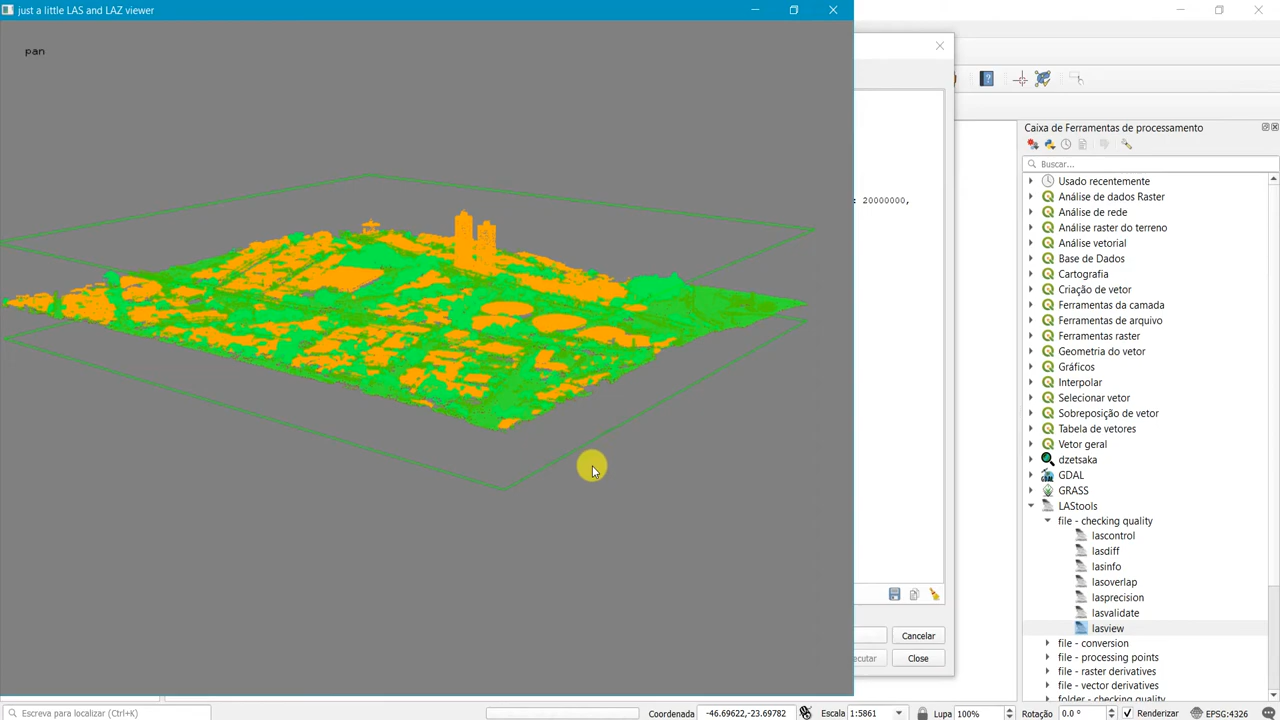 just a little LAS and LAZ viewer
pan
: 20000000,
Cancelar
ecutar
Close
Caixa de Ferramentas de processamento
Buscar...
Usado recentemente
Análise de dados Raster
Análise de rede
Análise raster do terreno
Análise vetorial
Base de Dados
Cartografia
Criação de vetor
Ferramentas da camada
Ferramentas de arquivo
Ferramentas raster
Geometria do vetor
Gráficos
Interpolar
Selecionar vetor
Sobreposição de vetor
Tabela de vetores
Vetor geral
dzetsaka
GDAL
GRASS
LAStools
file - checking quality
lascontrol
lasdiff
lasinfo
lasoverlap
lasprecision
lasvalidate
lasview
file - conversion
file - processing points
file - raster derivatives
file - vector derivatives
folder - checking quality
Escreva para localizar (Ctrl+K)
Coordenada -46.69622,-23.69782 Escala 1:5861 Lupa 100% Rotação 0.0 ° Renderizar EPSG:4326